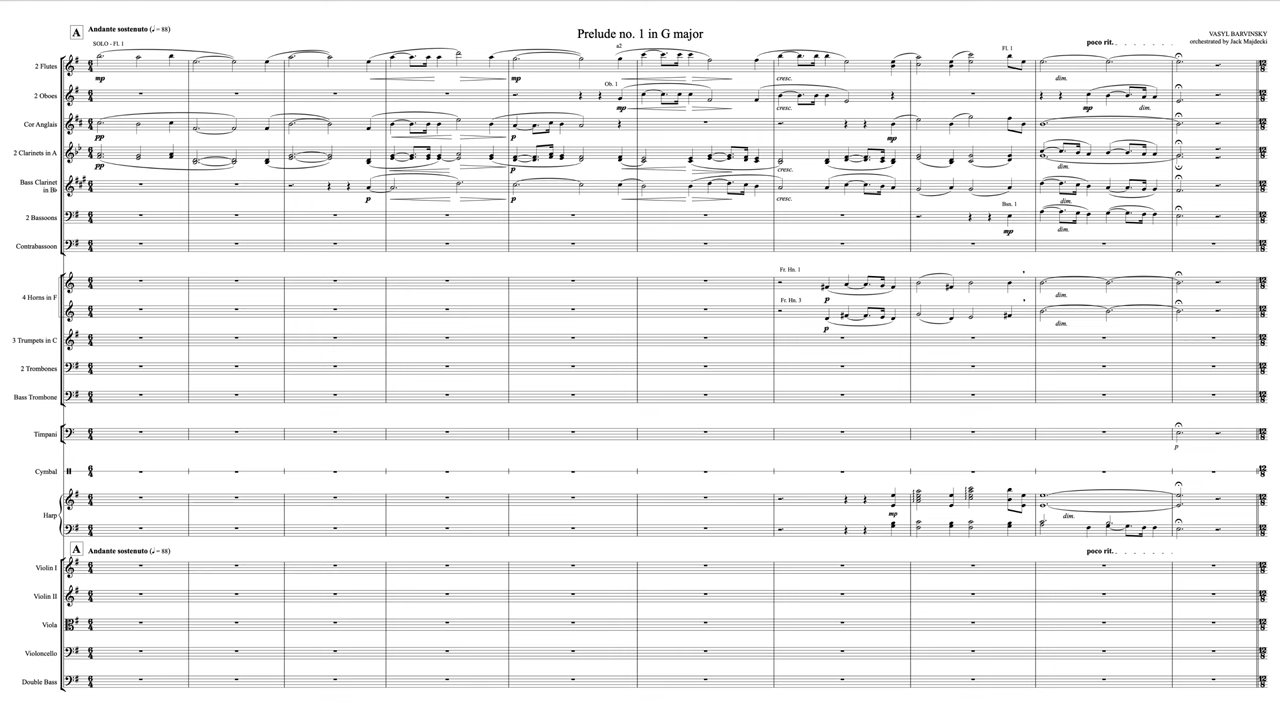 Prelude no. 1 in G major
VASYL BARVINSKY
orchestrated by Jack Majdecki
A Andante sostenuto (♩ = 88)
poco rit.
SOLO - Fl. 1
a2
Fl. 1
2 Flutes
mp
mp
cresc.
dim.
Ob. 1
2 Oboes
mp
cresc.
mp
dim.
Cor Anglais
pp
p
mp
2 Clarinets in A
pp
p
cresc.
dim.
Bass Clarinet
in B♭
p
p
cresc.
dim.
Bsn. 1
2 Bassoons
mp
dim.
Contrabassoon
Fr. Hn. 1
4 Horns in F
p
dim.
Fr. Hn. 3
p
dim.
3 Trumpets in C
2 Trombones
Bass Trombone
Timpani
p
Cymbal
Harp
mp
dim.
A Andante sostenuto (♩ = 88)
poco rit.
Violin I
Violin II
Viola
Violoncello
Double Bass